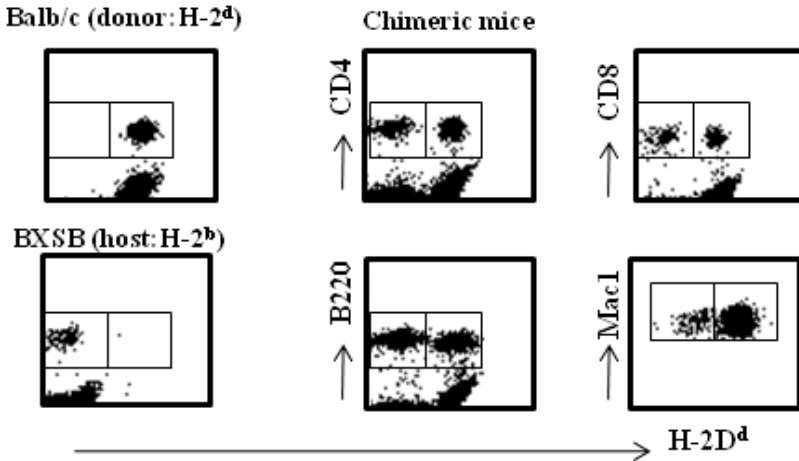 Balb/c (donor: H-2ᵈ)
Chimeric mice
CD4
CD8
BXSB (host: H-2ᵇ)
B220
Mac1
H-2Dᵈ